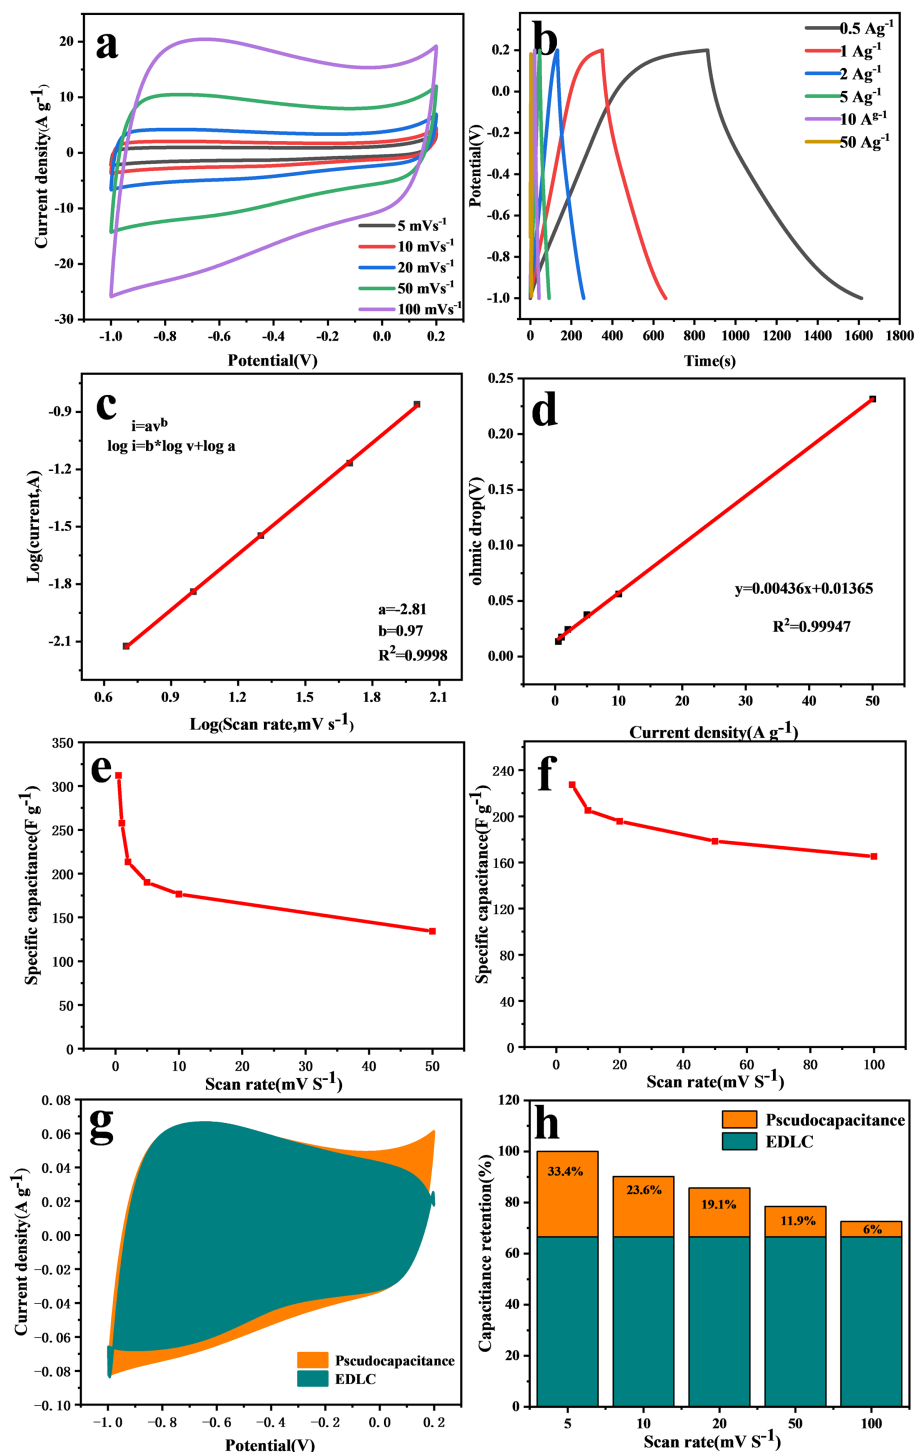 a
Current density(A g-1)
20
10
0
-10
-20
-30
-1.0 -0.8 -0.6 -0.4 -0.2 0.0 0.2
Potential(V)
5 mVs-1
10 mVs-1
20 mVs-1
50 mVs-1
100 mVs-1
b
Potential(V)
0.2
0.0
-0.2
-0.4
-0.6
-0.8
-1.0
0 200 400 600 800 1000 1200 1400 1600 1800
Time(s)
0.5 Ag-1
1 Ag-1
2 Ag-1
5 Ag-1
10 Ag-1
50 Ag-1
c
i=avb
log i=b*log v+log a
Log(current,A)
-0.9
-1.2
-1.5
-1.8
-2.1
a=-2.81
b=0.97
R2=0.9998
0.6 0.9 1.2 1.5 1.8 2.1
Log(Scan rate,mV s-1)
d
ohmic drop(V)
0.25
0.20
0.15
0.10
0.05
0.00
y=0.00436x+0.01365
R2=0.99947
0 10 20 30 40 50
Current density(A g-1)
e
Specific capacitance(F g-1)
350
300
250
200
150
100
50
0
0 10 20 30 40 50
Scan rate(mV S-1)
f
Specific capacitance(F g-1)
240
200
160
120
80
40
0
0 20 40 60 80 100
Scan rate(mV S-1)
g
Current density(A g-1)
0.08
0.06
0.04
0.02
0.00
-0.02
-0.04
-0.06
-0.08
-0.10
Pscudocapacitance
EDLC
-1.0 -0.8 -0.6 -0.4 -0.2 0.0 0.2
Potential(V)
h
Capacitiance retention(%)
120
100
80
60
40
20
0
Pscudocapacitance
EDLC
33.4%
23.6%
19.1%
11.9%
6%
5 10 20 50 100
Scan rate(mV S-1)